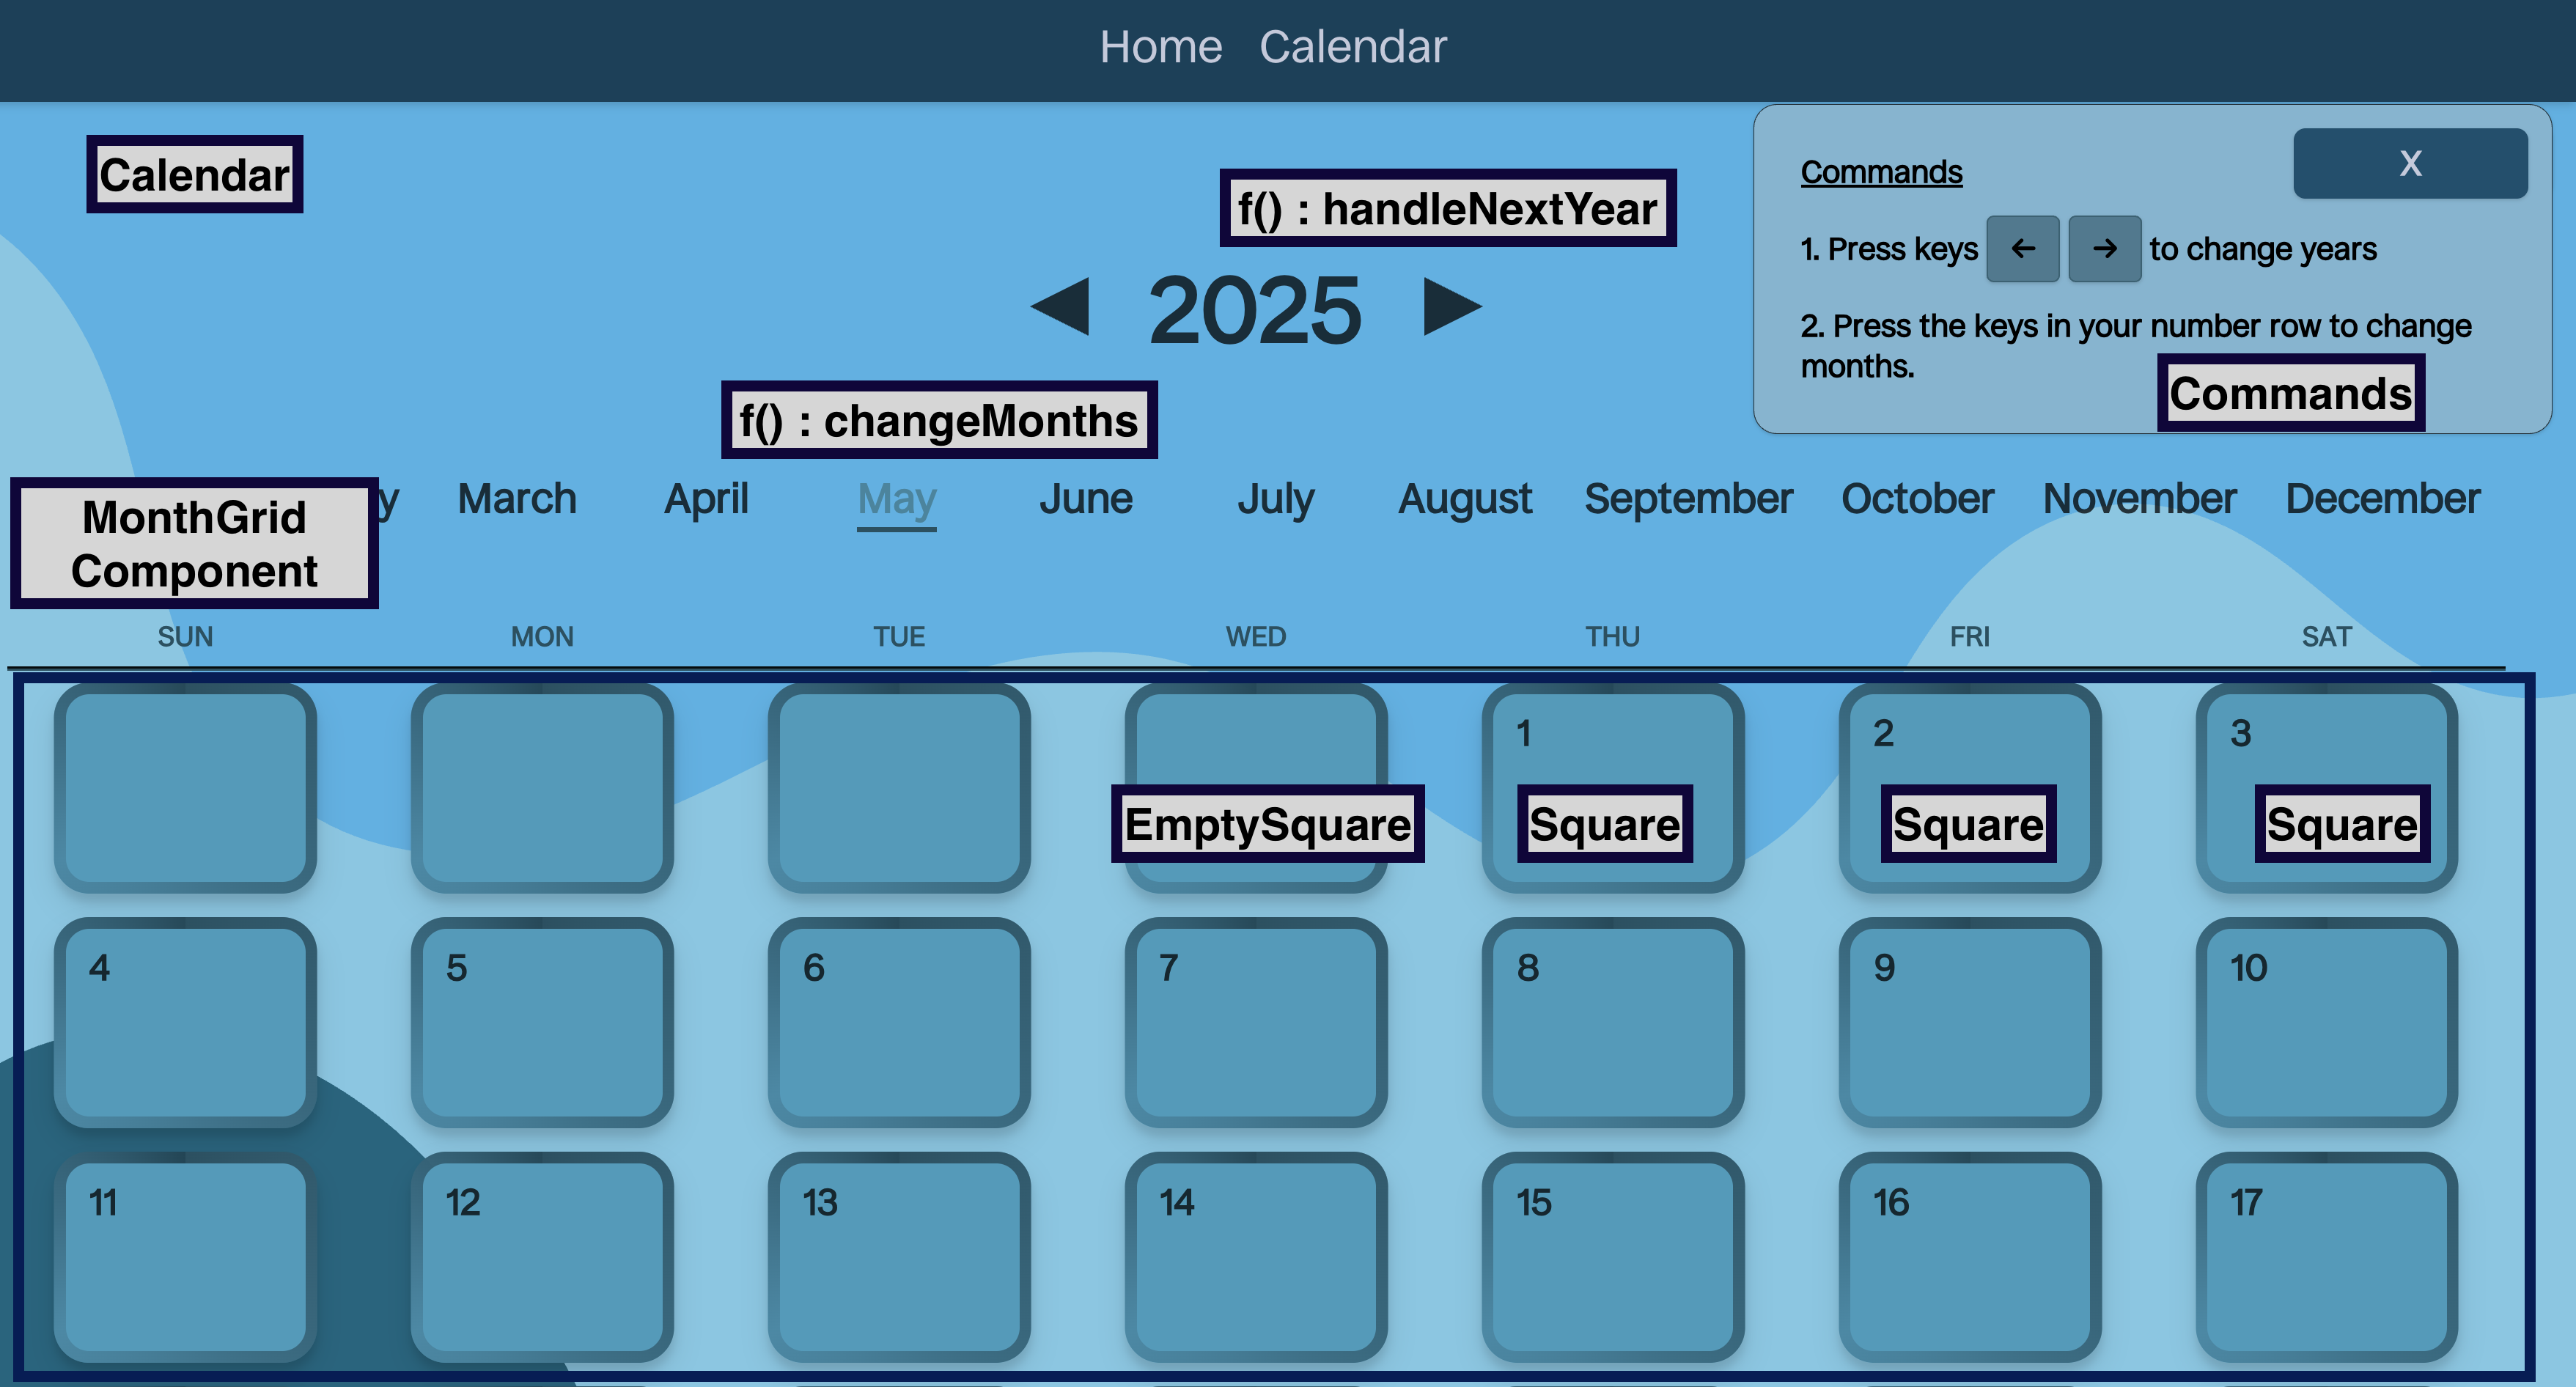 Home Calendar
Calendar
f() : handleNextYear
Commands
X
1. Press keys ← → to change years
◀ 2025 ▶
2. Press the keys in your number row to change
months.
Commands
f() : changeMonths
MonthGrid
Component
y March April May June July August September October November December
SUN MON TUE WED THU FRI SAT
1 2 3
EmptySquare Square Square Square
4 5 6 7 8 9 10
11 12 13 14 15 16 17